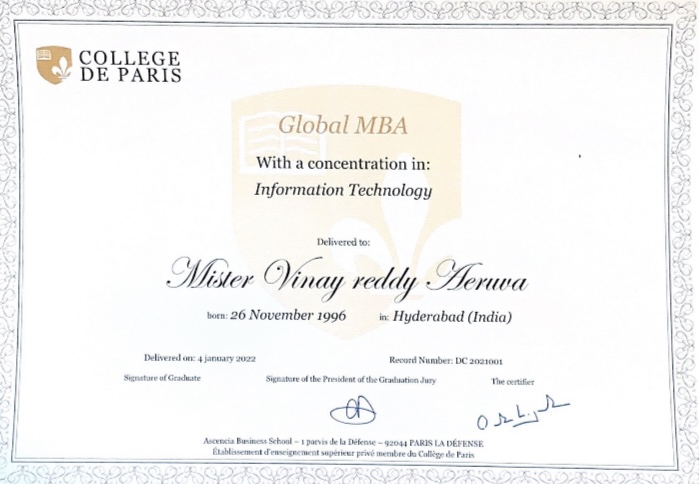 COLLEGE
DE PARIS
Global MBA
With a concentration in:
Information Technology
Delivered to:
Mister Vinay reddy Aeruva
born: 26 November 1996 in: Hyderabad (India)
Delivered on: 4 january 2022 Record Number: DC 2021001
Signature of Graduate Signature of the President of the Graduation Jury The certifier
Ascencia Business School – 1 parvis de la Défense – 92044 PARIS LA DÉFENSE
Établissement d'enseignement supérieur privé membre du Collège de Paris